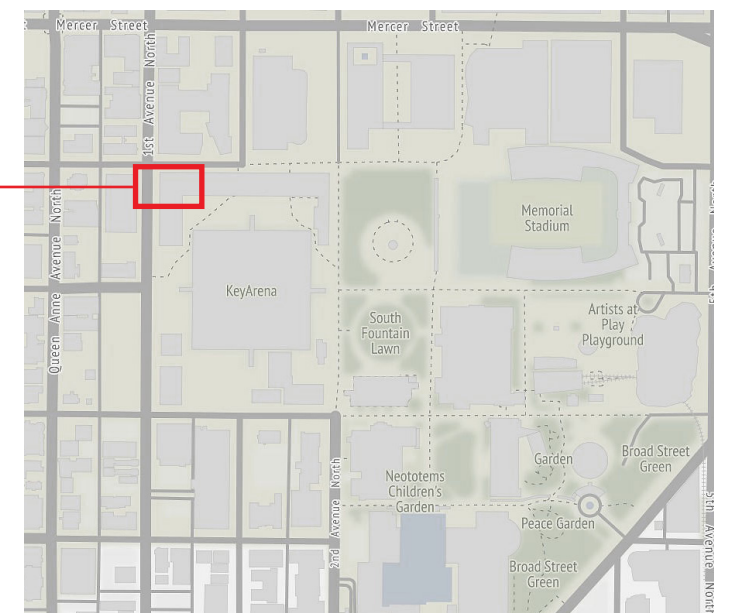 Mercer Street
Mercer Street
1st Avenue North
Queen Anne Avenue North
Memorial
Stadium
KeyArena
South
Fountain
Lawn
Artists at
Play
Playground
Neototems
Children's
Garden
Garden
Broad Street
Green
Peace Garden
Broad Street
Green
2nd Avenue North
5th Avenue North